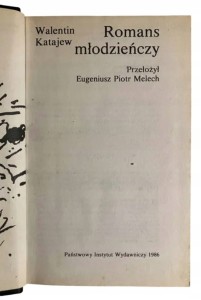 Walentin
Katajew
Romans
młodzieńczy
Przełożył
Eugeniusz Piotr Melech
Państwowy Instytut Wydawniczy 1986